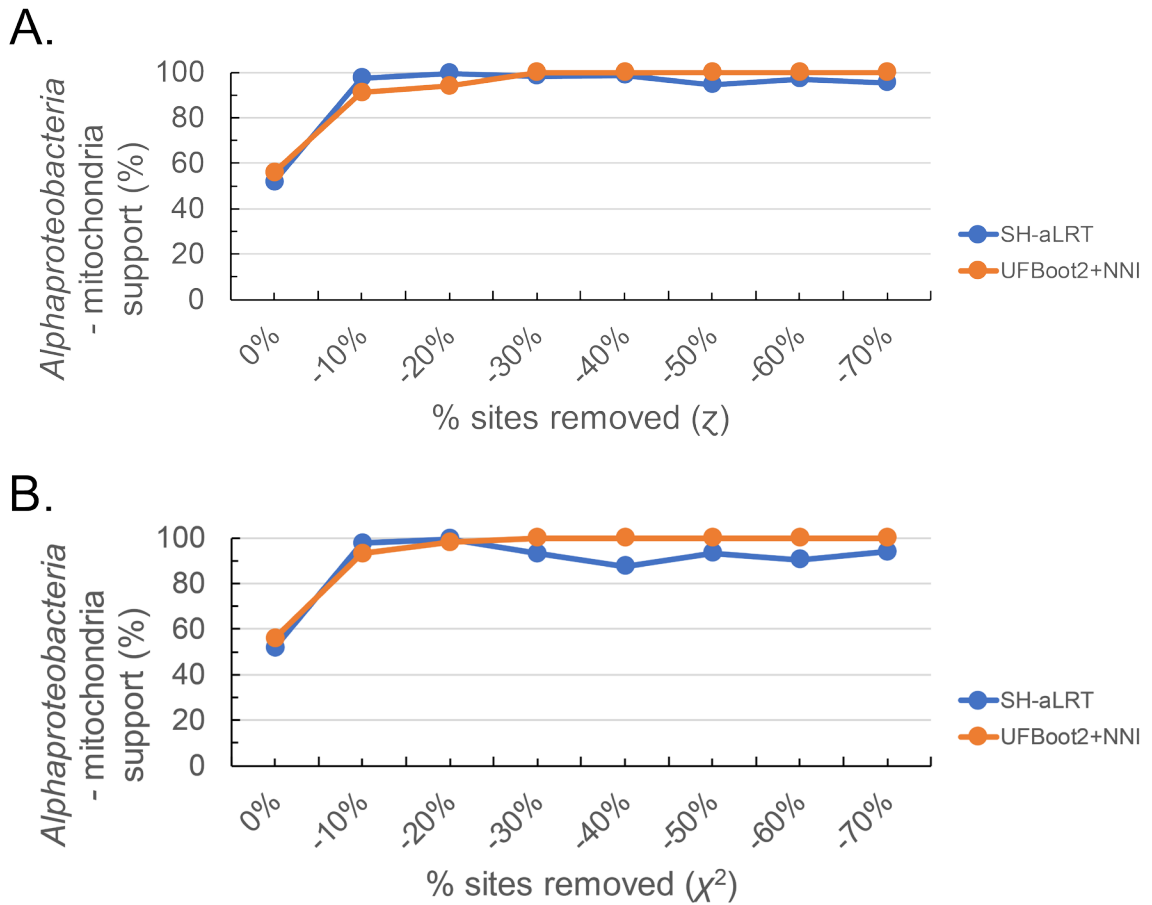 A.
Alphaproteobacteria
- mitochondria
support (%)
100
80
60
40
20
0
0%
-10%
-20%
-30%
-40%
-50%
-60%
-70%
% sites removed (ɀ)
SH-aLRT
UFBoot2+NNI
B.
Alphaproteobacteria
- mitochondria
support (%)
100
80
60
40
20
0
0%
-10%
-20%
-30%
-40%
-50%
-60%
-70%
% sites removed (χ²)
SH-aLRT
UFBoot2+NNI